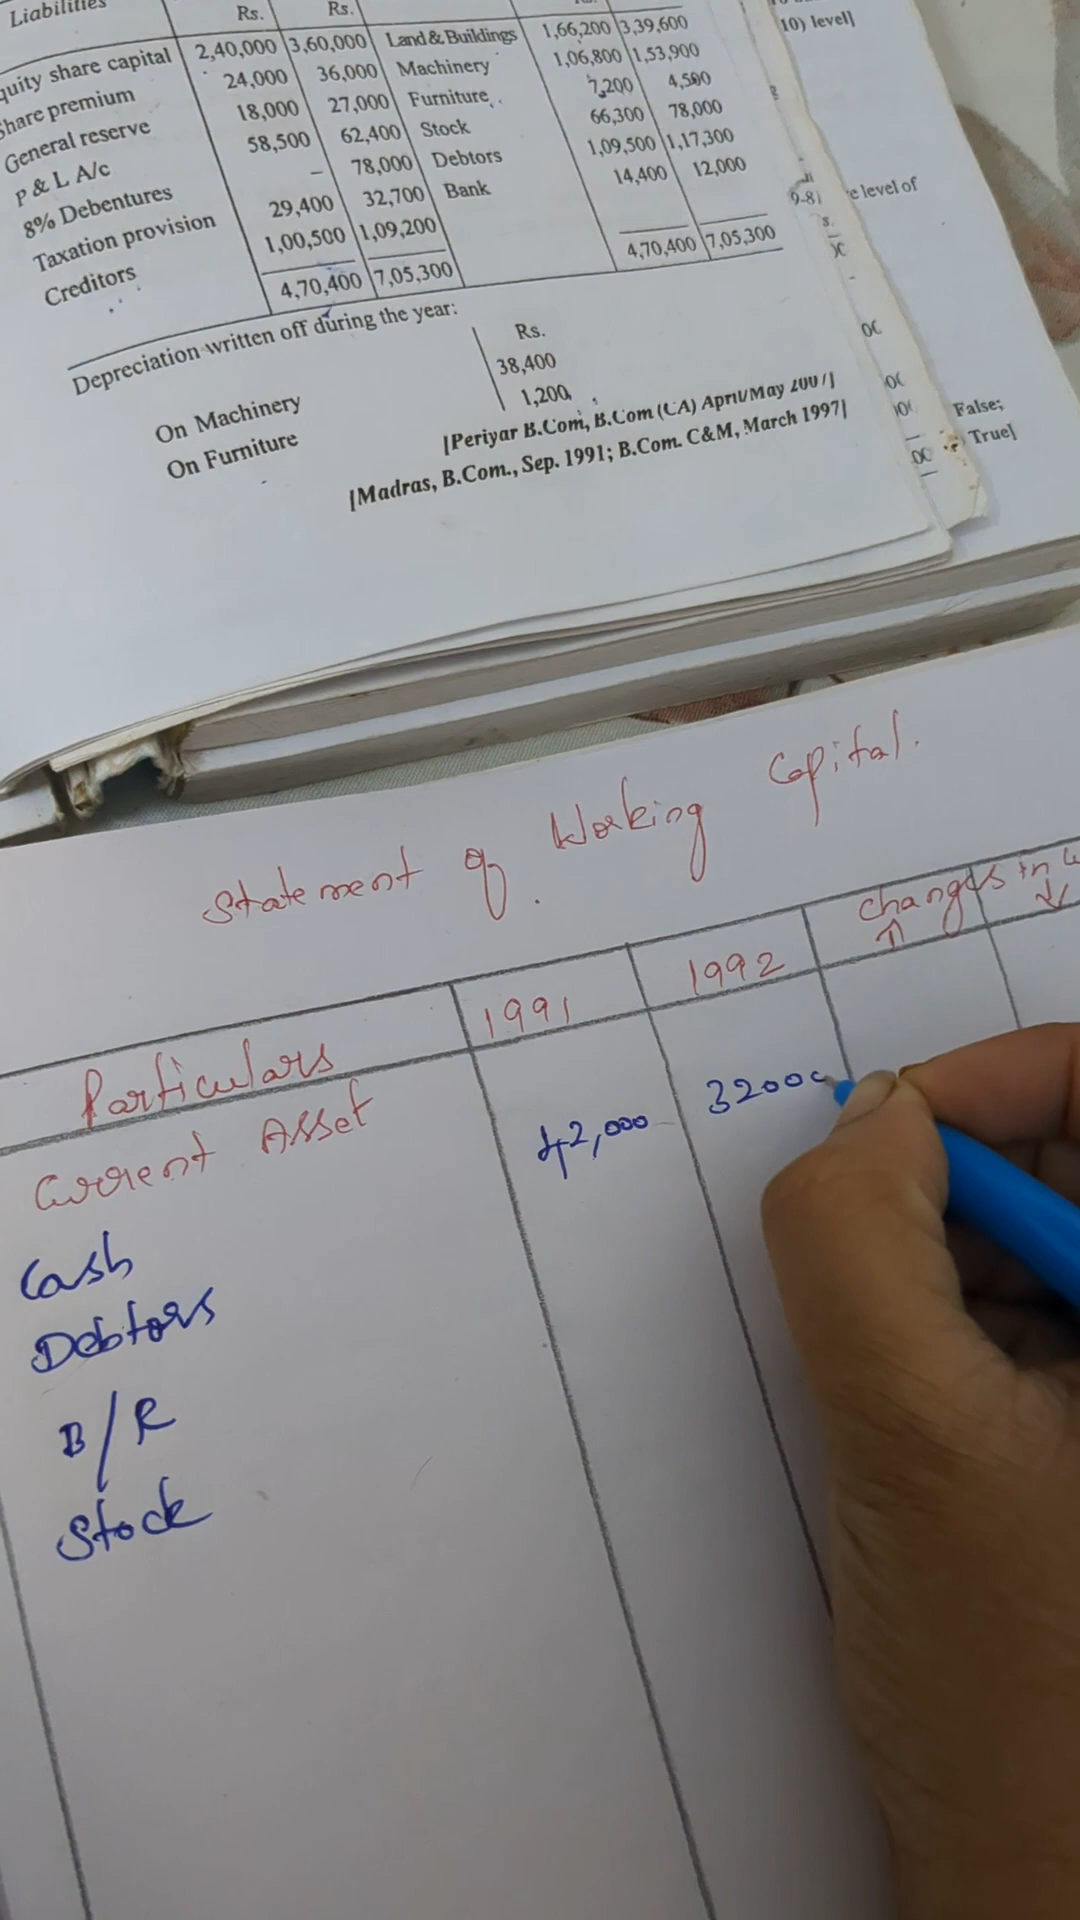 Liabilities Rs. Rs.
quity share capital 2,40,000 3,60,000 Land & Buildings 1,66,200 3,39,600
Share premium 24,000 36,000 Machinery 1,06,800 1,53,900
General reserve 18,000 27,000 Furniture 7,200 4,500
P & L A/c 58,500 62,400 Stock 66,300 78,000
8% Debentures – 78,000 Debtors 1,09,500 1,17,300
Taxation provision 29,400 32,700 Bank 14,400 12,000
Creditors 1,00,500 1,09,200
4,70,400 7,05,300 4,70,400 7,05,300
Depreciation written off during the year:
Rs.
On Machinery 38,400
On Furniture 1,200
[Periyar B.Com, B.Com (CA) April/May 2007]
[Madras, B.Com., Sep. 1991; B.Com. C&M, March 1997]
10) level]
9-8) e level of
False;
True]
Statement of Working Capital.
Particulars 1991 1992 Changes in
Current Asset
Cash 42,000 32000
Debtors
B/R
Stock